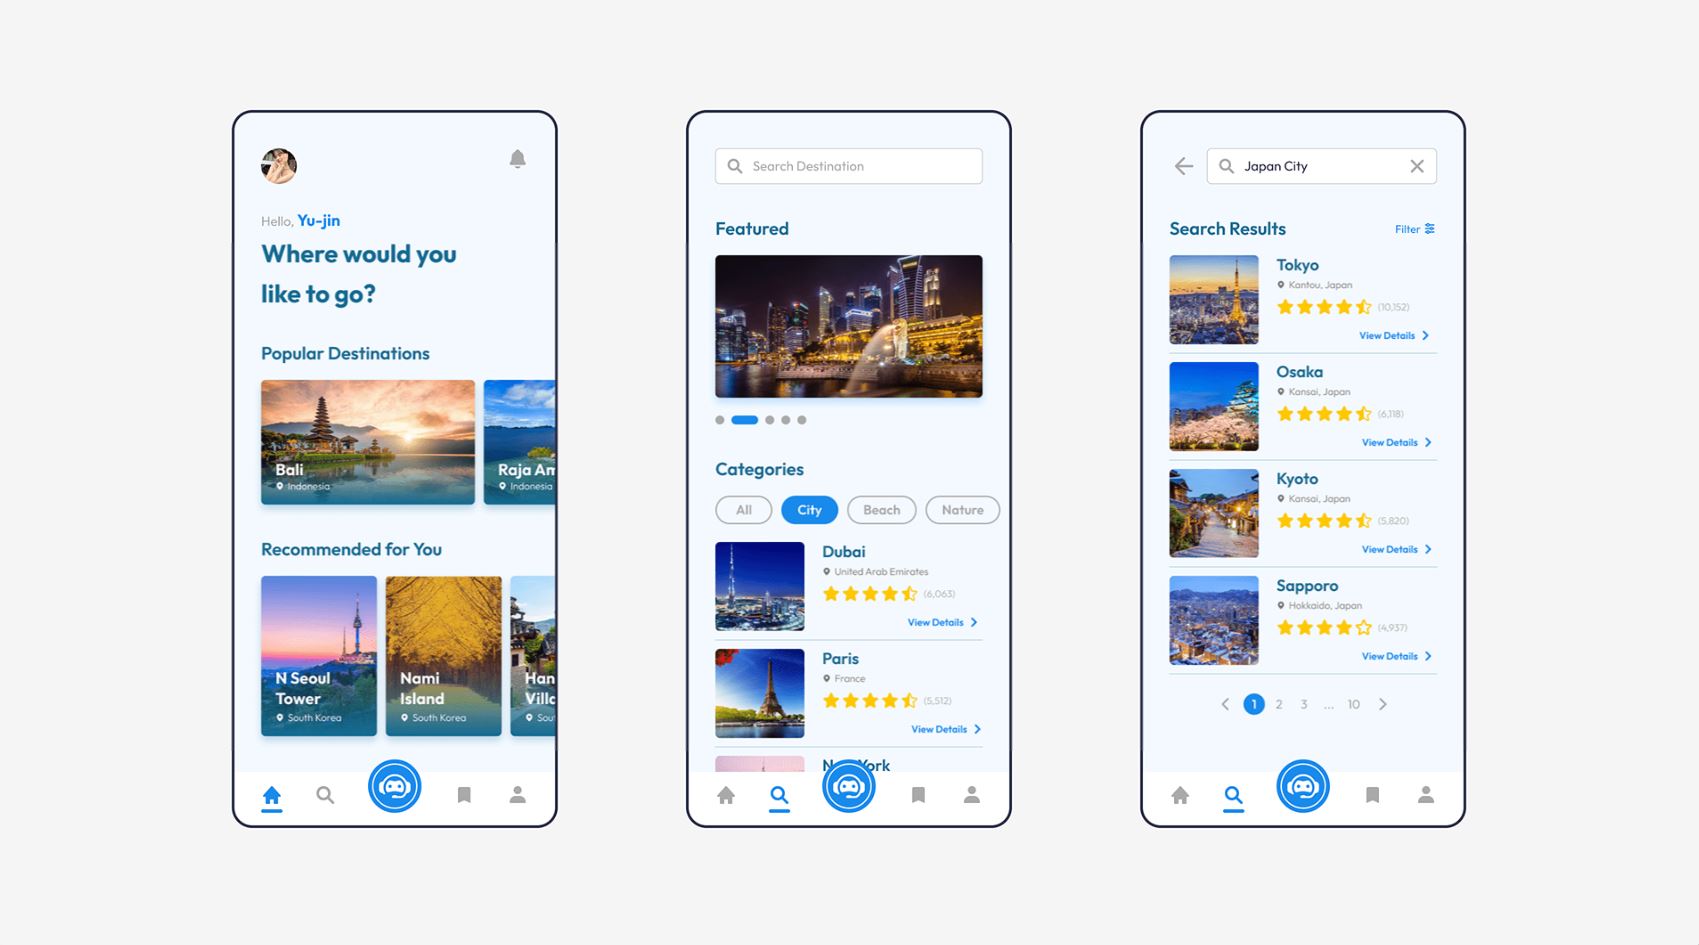 Hello, Yu-jin
Where would you
like to go?
Popular Destinations
Bali
Indonesia
Raja Am
Indonesia
Recommended for You
N Seoul
Tower
South Korea
Nami
Island
South Korea
Han
Villa
Sout
Search Destination
Featured
Categories
All
City
Beach
Nature
Dubai
United Arab Emirates
(6,063)
View Details
Paris
France
(5,512)
View Details
Japan City
Search Results
Filter
Tokyo
Kantou, Japan
(10,152)
View Details
Osaka
Kansai, Japan
(6,118)
View Details
Kyoto
Kansai, Japan
(5,820)
View Details
Sapporo
Hokkaido, Japan
(4,937)
View Details
1 2 3 ... 10